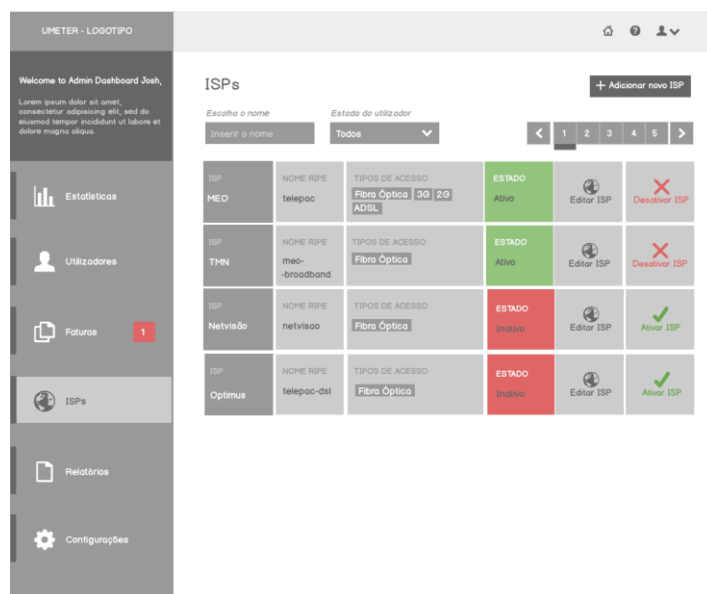 UMETER - LOGOTIPO
Welcome to Admin Dashboard Josh,
Lorem ipsum dolor sit amet,
consectetur adipisicing elit, sed do
eiusmod tempor incididunt ut labore et
dolore magna aliqua.
Estatísticas
Utilizadores
Faturas 1
ISPs
Relatórios
Configurações
ISPs
+ Adicionar novo ISP
Escolha o nome Estado do utilizador
Inserir o nome Todos
1 2 3 4 5
ISP NOME RIPE TIPOS DE ACESSO ESTADO
MEO telepac Fibra Óptica 3G 2G Ativo Editar ISP Desativar ISP
ADSL
ISP NOME RIPE TIPOS DE ACESSO ESTADO
TMN meo- Fibra Óptica Ativo Editar ISP Desativar ISP
-broadband
ISP NOME RIPE TIPOS DE ACESSO ESTADO
Netvisão netvisao Fibra Óptica Inativo Editar ISP Ativar ISP
ISP NOME RIPE TIPOS DE ACESSO ESTADO
Optimus telepac-dsl Fibra Óptica Inativo Editar ISP Ativar ISP